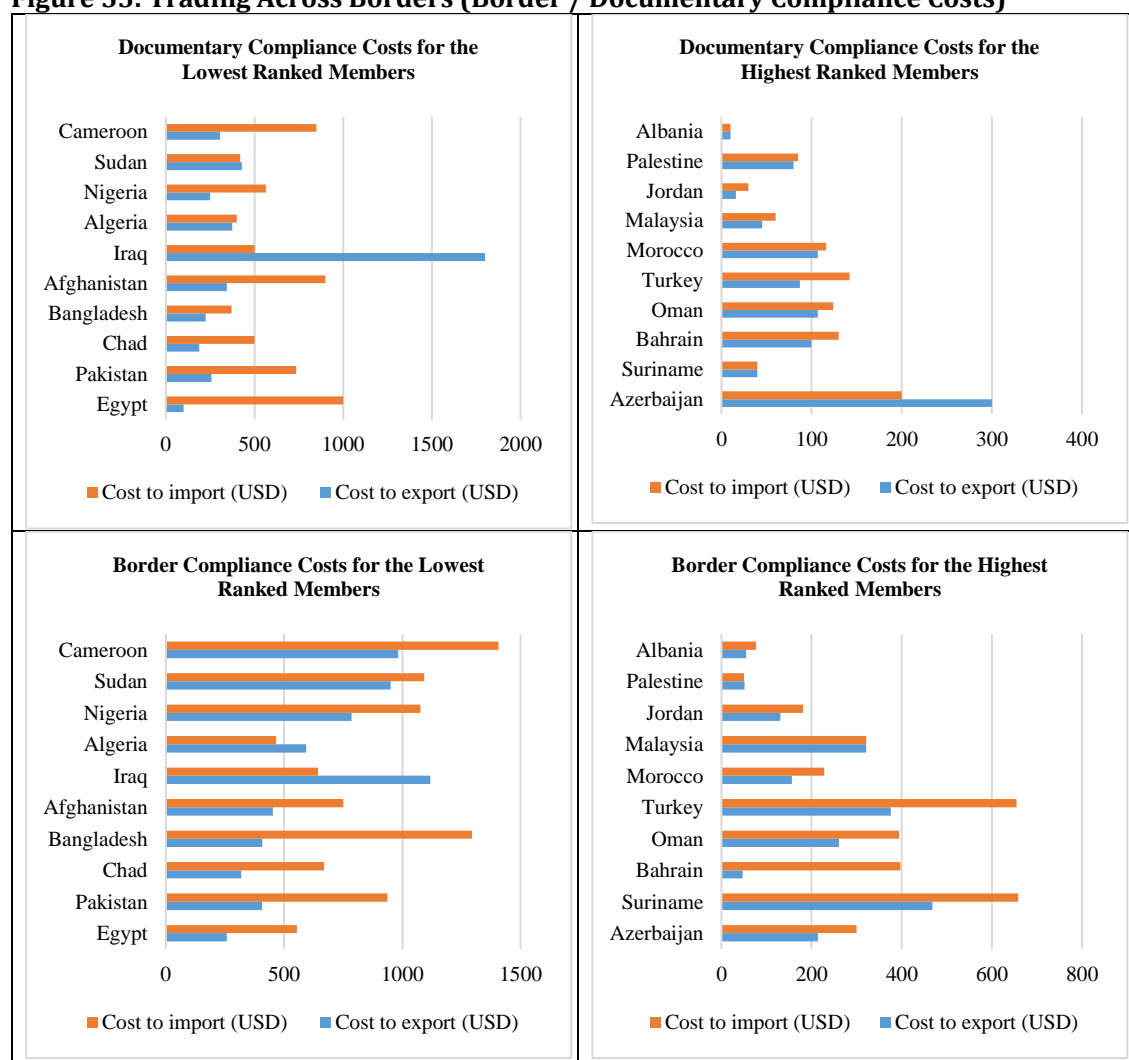 Figure 55: Trading Across Borders (Border / Documentary Compliance Costs)
Documentary Compliance Costs for the
Lowest Ranked Members
Cameroon
Sudan
Nigeria
Algeria
Iraq
Afghanistan
Bangladesh
Chad
Pakistan
Egypt
0 500 1000 1500 2000
Cost to import (USD) Cost to export (USD)
Documentary Compliance Costs for the
Highest Ranked Members
Albania
Palestine
Jordan
Malaysia
Morocco
Turkey
Oman
Bahrain
Suriname
Azerbaijan
0 100 200 300 400
Cost to import (USD) Cost to export (USD)
Border Compliance Costs for the Lowest
Ranked Members
Cameroon
Sudan
Nigeria
Algeria
Iraq
Afghanistan
Bangladesh
Chad
Pakistan
Egypt
0 500 1000 1500
Cost to import (USD) Cost to export (USD)
Border Compliance Costs for the Highest
Ranked Members
Albania
Palestine
Jordan
Malaysia
Morocco
Turkey
Oman
Bahrain
Suriname
Azerbaijan
0 200 400 600 800
Cost to import (USD) Cost to export (USD)